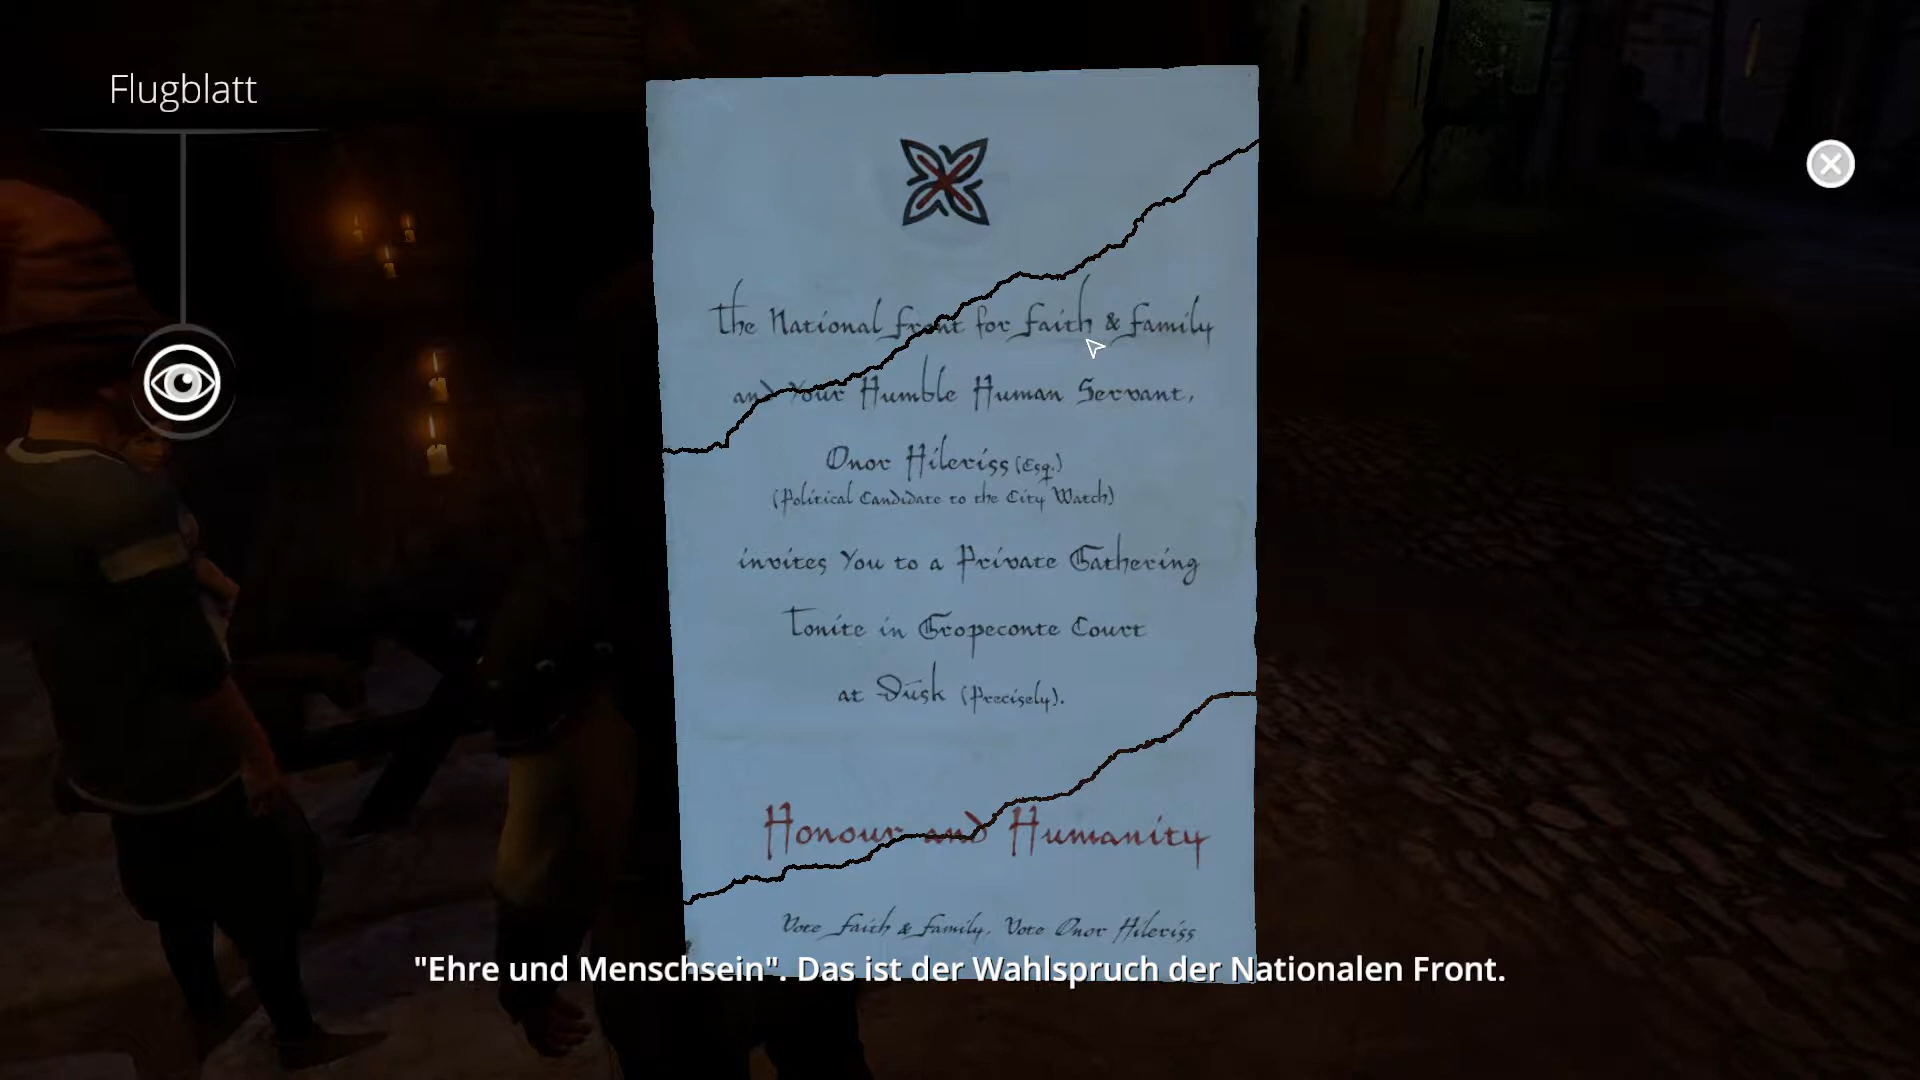 Flugblatt
The National Front for Faith & Family
and Your Humble Human Servant,
Onor Hileriss (Esq.)
(Political Candidate to the City Watch)
invites You to a Private Gathering
Tonite in Gropeconte Court
at Dusk (Precisely).
Honour and Humanity
Vote Faith & Family, Vote Onor Hileriss
"Ehre und Menschsein". Das ist der Wahlspruch der Nationalen Front.